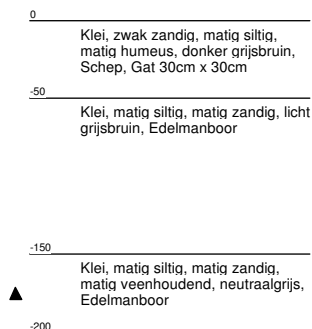 0
Klei, zwak zandig, matig siltig,
matig humeus, donker grijsbruin,
Schep, Gat 30cm x 30cm
-50
Klei, matig siltig, matig zandig, licht
grijsbruin, Edelmanboor
-150
Klei, matig siltig, matig zandig,
matig veenhoudend, neutraalgrijs,
Edelmanboor
-200